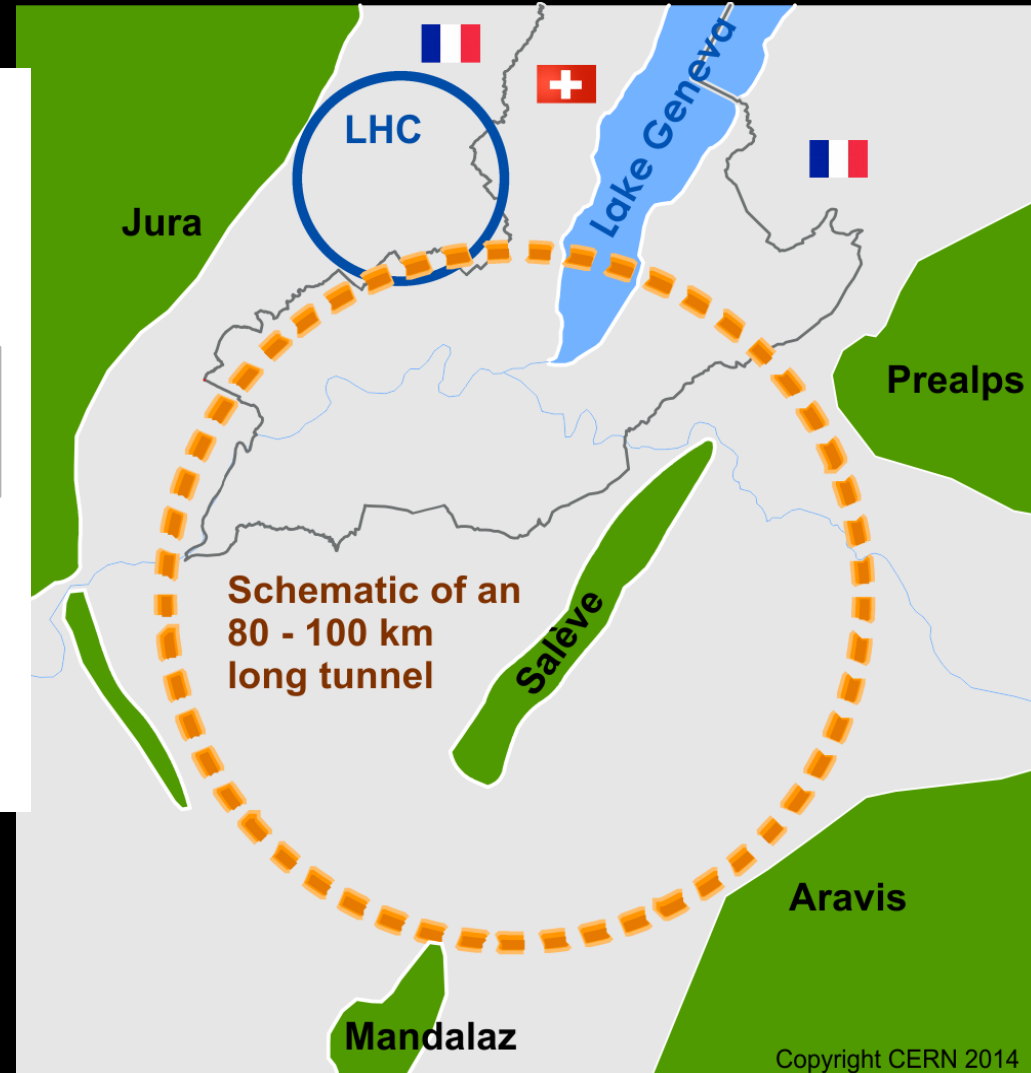 LHC
Lake Geneva
Jura
Prealps
Schematic of an
80 - 100 km
long tunnel
Salève
Aravis
Mandalaz
Copyright CERN 2014